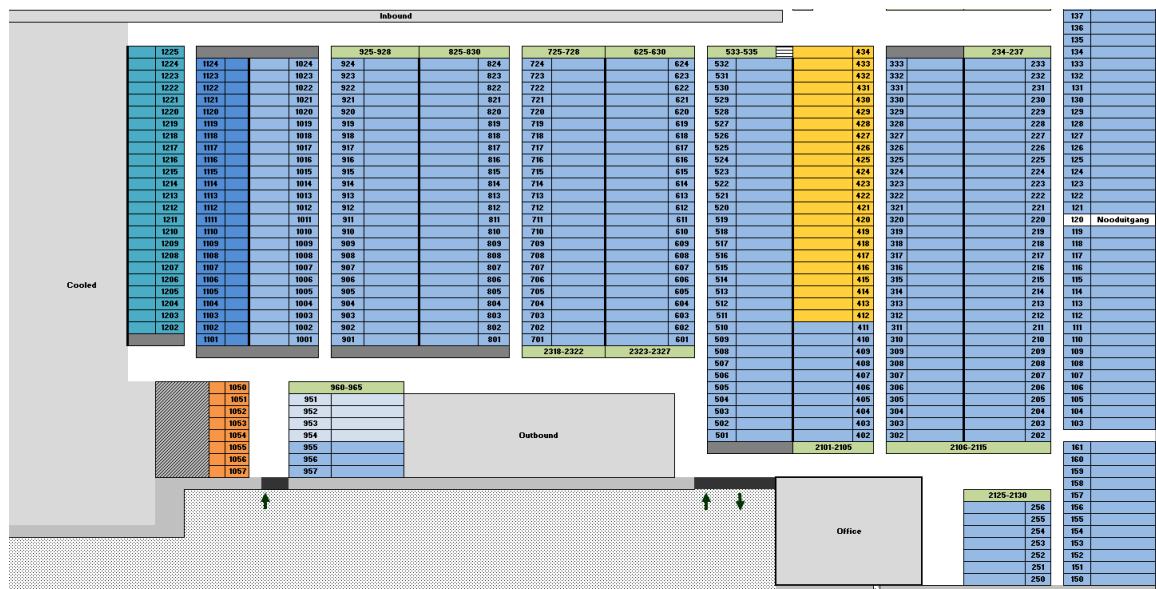 Inbound 137
136
135
1225 925-928 825-830 725-728 625-630 533-535 434 234-237 134
1224 1124 1024 924 824 724 624 532 433 333 233 133
1223 1123 1023 923 823 723 623 531 432 332 232 132
1222 1122 1022 922 822 722 622 530 431 331 231 131
1221 1121 1021 921 821 721 621 529 430 330 230 130
1220 1120 1020 920 820 720 620 528 429 329 229 129
1219 1119 1019 919 819 719 619 527 428 328 228 128
1218 1118 1018 918 818 718 618 526 427 327 227 127
1217 1117 1017 917 817 717 617 525 426 326 226 126
1216 1116 1016 916 816 716 616 524 425 325 225 125
1215 1115 1015 915 815 715 615 523 424 324 224 124
1214 1114 1014 914 814 714 614 522 423 323 223 123
1213 1113 1013 913 813 713 613 521 422 322 222 122
1212 1112 1012 912 812 712 612 520 421 321 221 121
1211 1111 1011 911 811 711 611 519 420 320 220 120 Nooduitgang
1210 1110 1010 910 810 710 610 518 419 319 219 119
1209 1109 1009 909 809 709 609 517 418 318 218 118
1208 1108 1008 908 808 708 608 516 417 317 217 117
1207 1107 1007 907 807 707 607 515 416 316 216 116
1206 1106 1006 906 806 706 606 514 415 315 215 115
Cooled
1205 1105 1005 905 805 705 605 513 414 314 214 114
1204 1104 1004 904 804 704 604 512 413 313 213 113
1203 1103 1003 903 803 703 603 511 412 312 212 112
1202 1102 1002 902 802 702 602 510 411 311 211 111
1101 1001 901 801 701 601 509 410 310 210 110
2318-2322 2323-2327 508 409 309 209 109
507 408 308 208 108
506 407 307 207 107
1050 960-965 505 406 306 206 106
1051 951 504 405 305 205 105
1052 952 503 404 304 204 104
1053 953 502 403 303 203 103
1054 954 Outbound 501 402 302 202
1055 955 2101-2105 2106-2115 161
1056 956 160
1057 957 159
158
2125-2130 157
256 156
255 155
Office 254 154
253 153
252 152
251 151
250 150